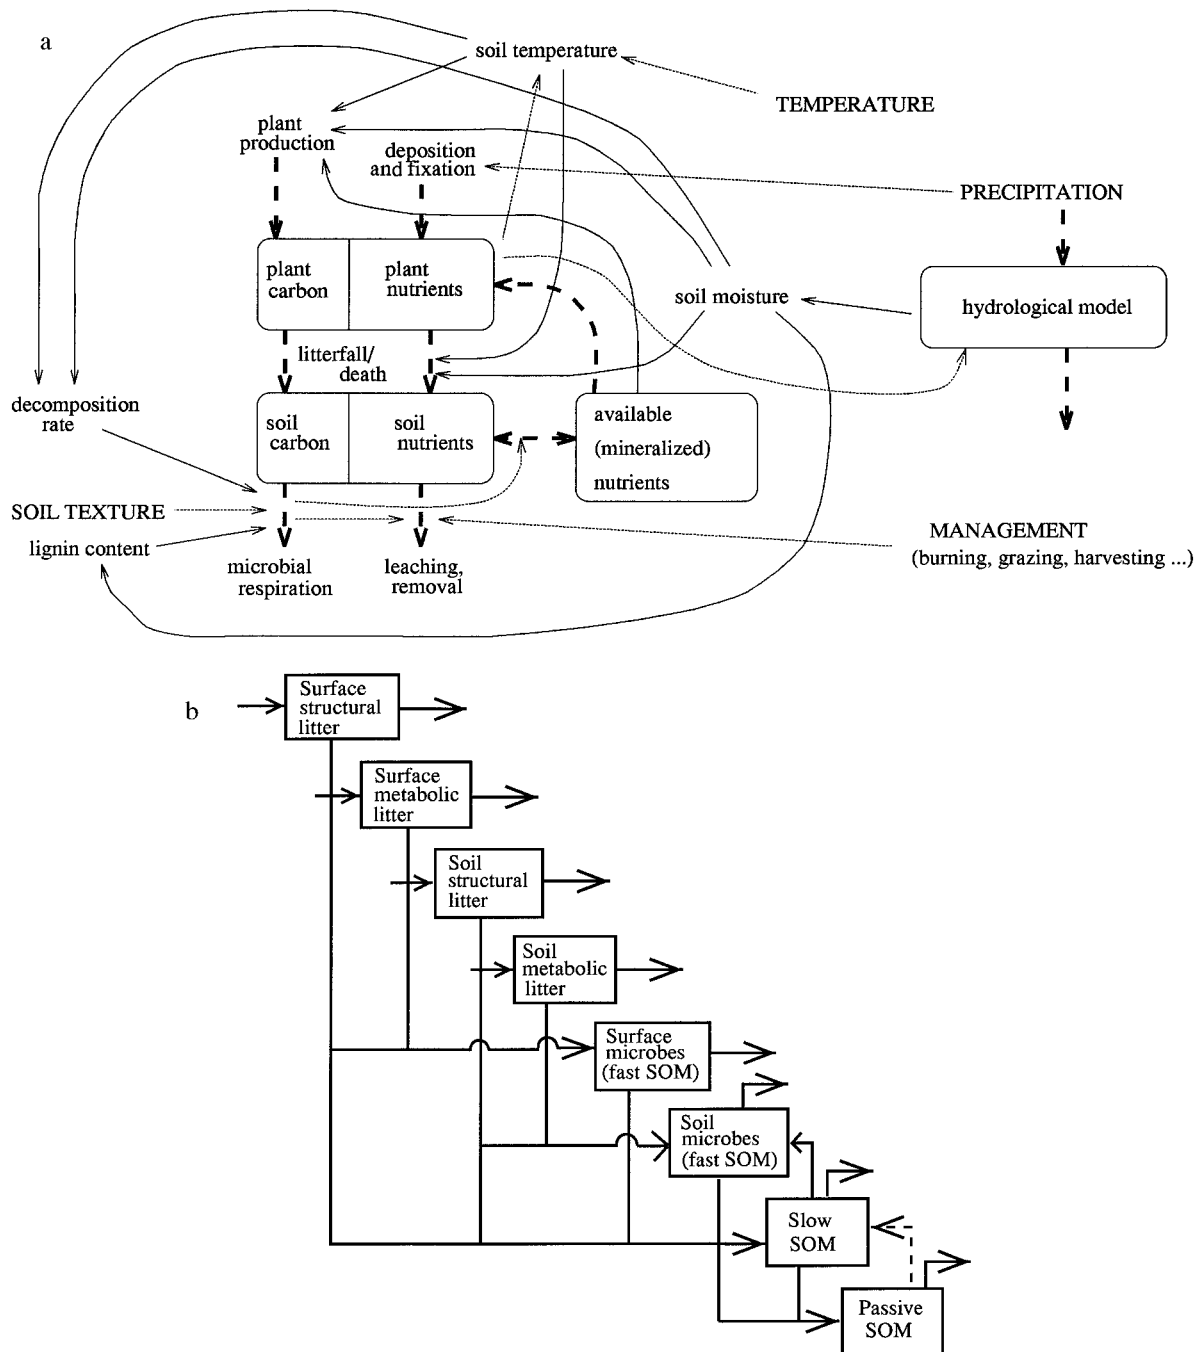 a
soil temperature
TEMPERATURE
plant
production
deposition
and fixation
PRECIPITATION
plant
carbon
plant
nutrients
soil moisture
hydrological model
litterfall/
death
decomposition
rate
soil
carbon
soil
nutrients
available
(mineralized)
nutrients
SOIL TEXTURE
lignin content
MANAGEMENT
(burning, grazing, harvesting ...)
microbial
respiration
leaching,
removal
b
Surface
structural
litter
Surface
metabolic
litter
Soil
structural
litter
Soil
metabolic
litter
Surface
microbes
(fast SOM)
Soil
microbes
(fast SOM)
Slow
SOM
Passive
SOM